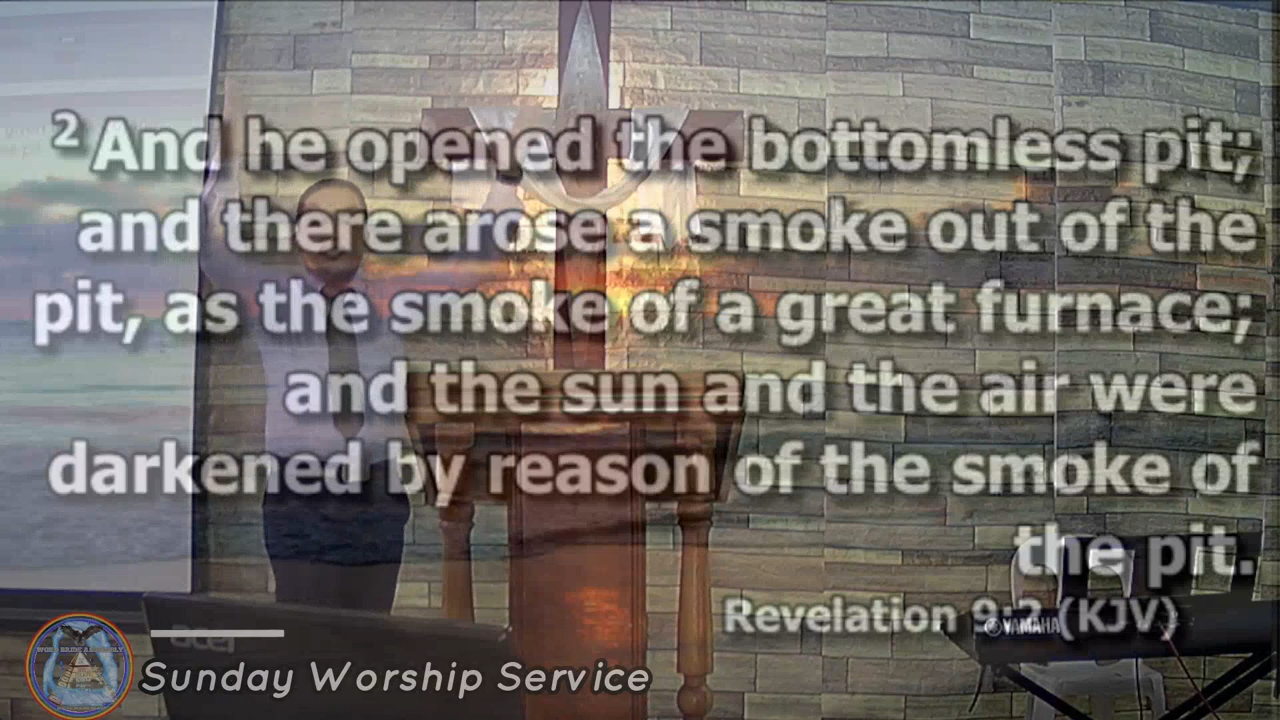 2 And he opened the bottomless pit;
and there arose a smoke out of the
pit, as the smoke of a great furnace;
and the sun and the air were
darkened by reason of the smoke of
the pit.
Revelation 9:2 (KJV)
YAMAHA
acer
Sunday Worship Service